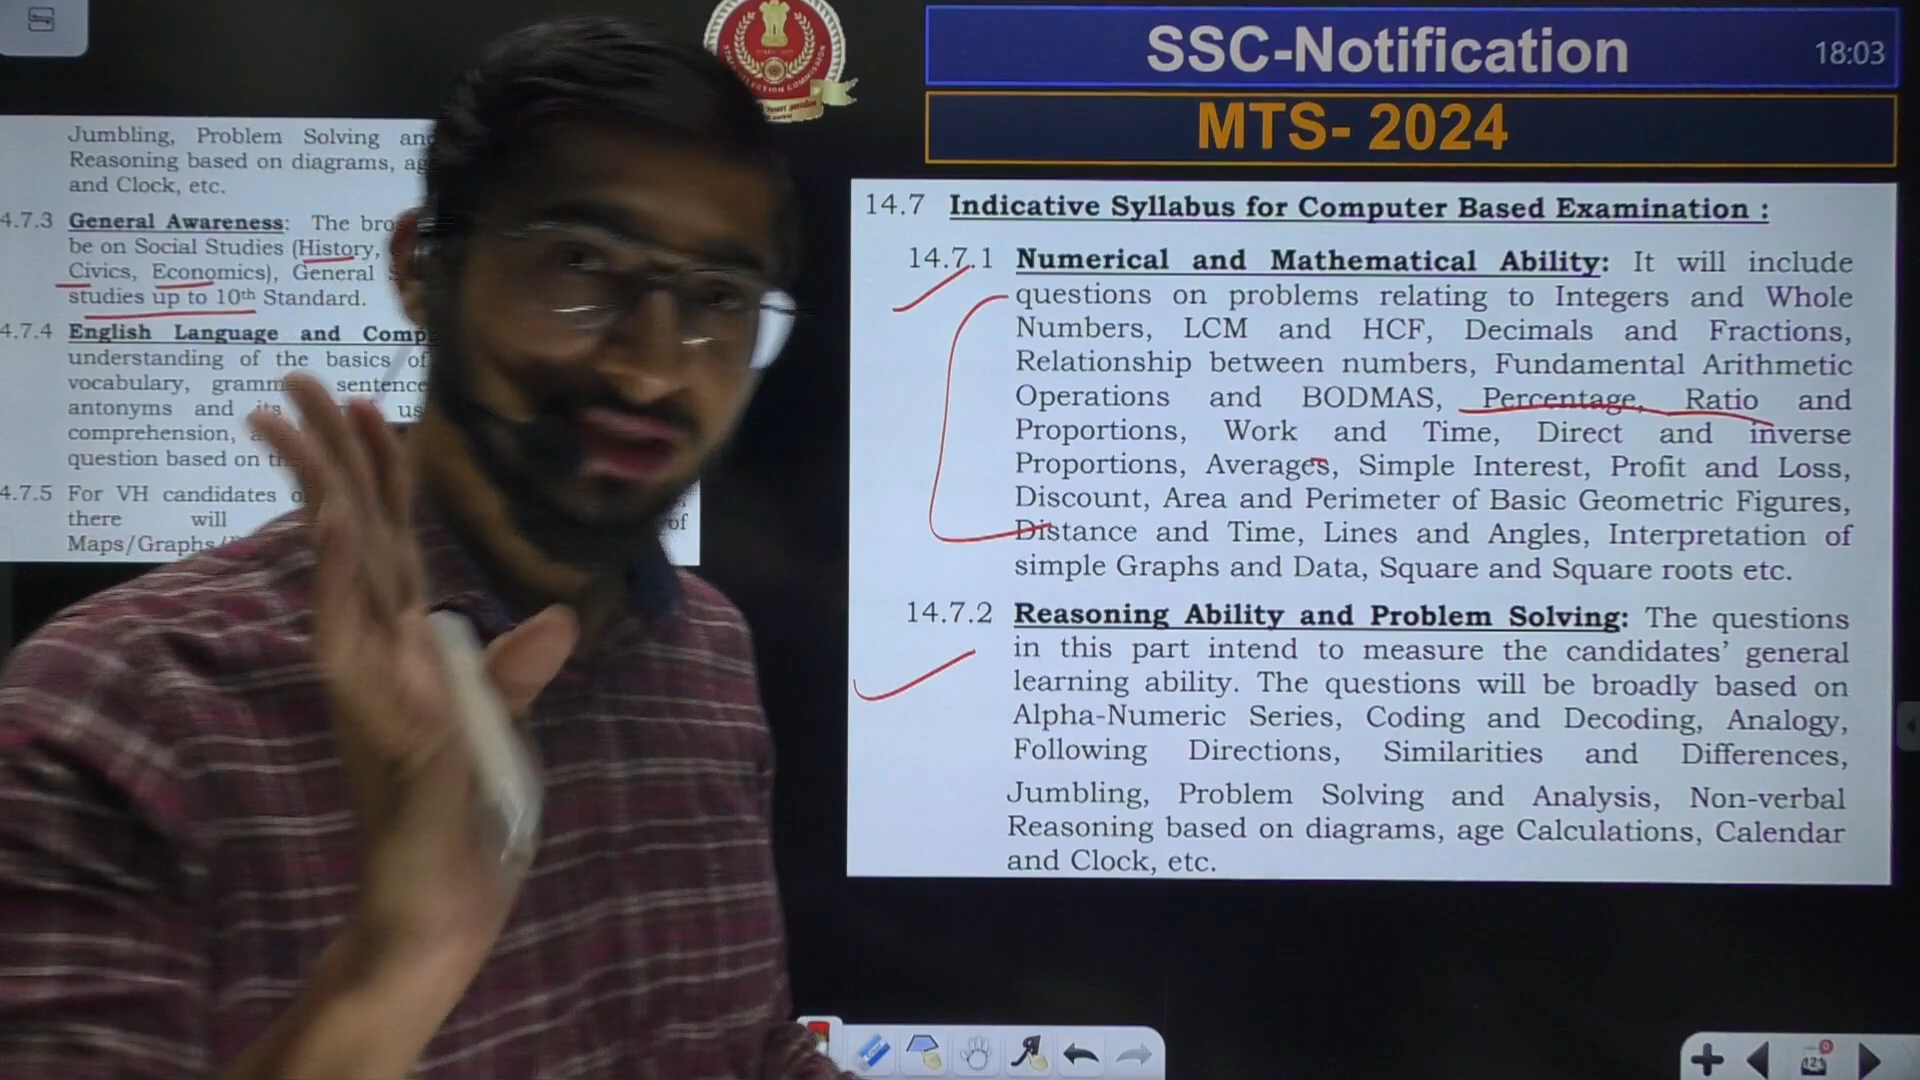 SSC-Notification
18:03
MTS- 2024
Jumbling, Problem Solving and
Reasoning based on diagrams, ag
and Clock, etc.
4.7.3 General Awareness: The bro
be on Social Studies (History,
Civics, Economics), General
studies up to 10th Standard.
4.7.4 English Language and Comp
understanding of the basics of
vocabulary, sentence
antonyms and its us
comprehension,
question based on
4.7.5 For VH candidates
there will
of
Maps/Graphs/
14.7 Indicative Syllabus for Computer Based Examination :
14.7.1 Numerical and Mathematical Ability: It will include
questions on problems relating to Integers and Whole
Numbers, LCM and HCF, Decimals and Fractions,
Relationship between numbers, Fundamental Arithmetic
Operations and BODMAS, Percentage, Ratio and
Proportions, Work and Time, Direct and inverse
Proportions, Averages, Simple Interest, Profit and Loss,
Discount, Area and Perimeter of Basic Geometric Figures,
Distance and Time, Lines and Angles, Interpretation of
simple Graphs and Data, Square and Square roots etc.
14.7.2 Reasoning Ability and Problem Solving: The questions
in this part intend to measure the candidates’ general
learning ability. The questions will be broadly based on
Alpha-Numeric Series, Coding and Decoding, Analogy,
Following Directions, Similarities and Differences,
Jumbling, Problem Solving and Analysis, Non-verbal
Reasoning based on diagrams, age Calculations, Calendar
and Clock, etc.
121